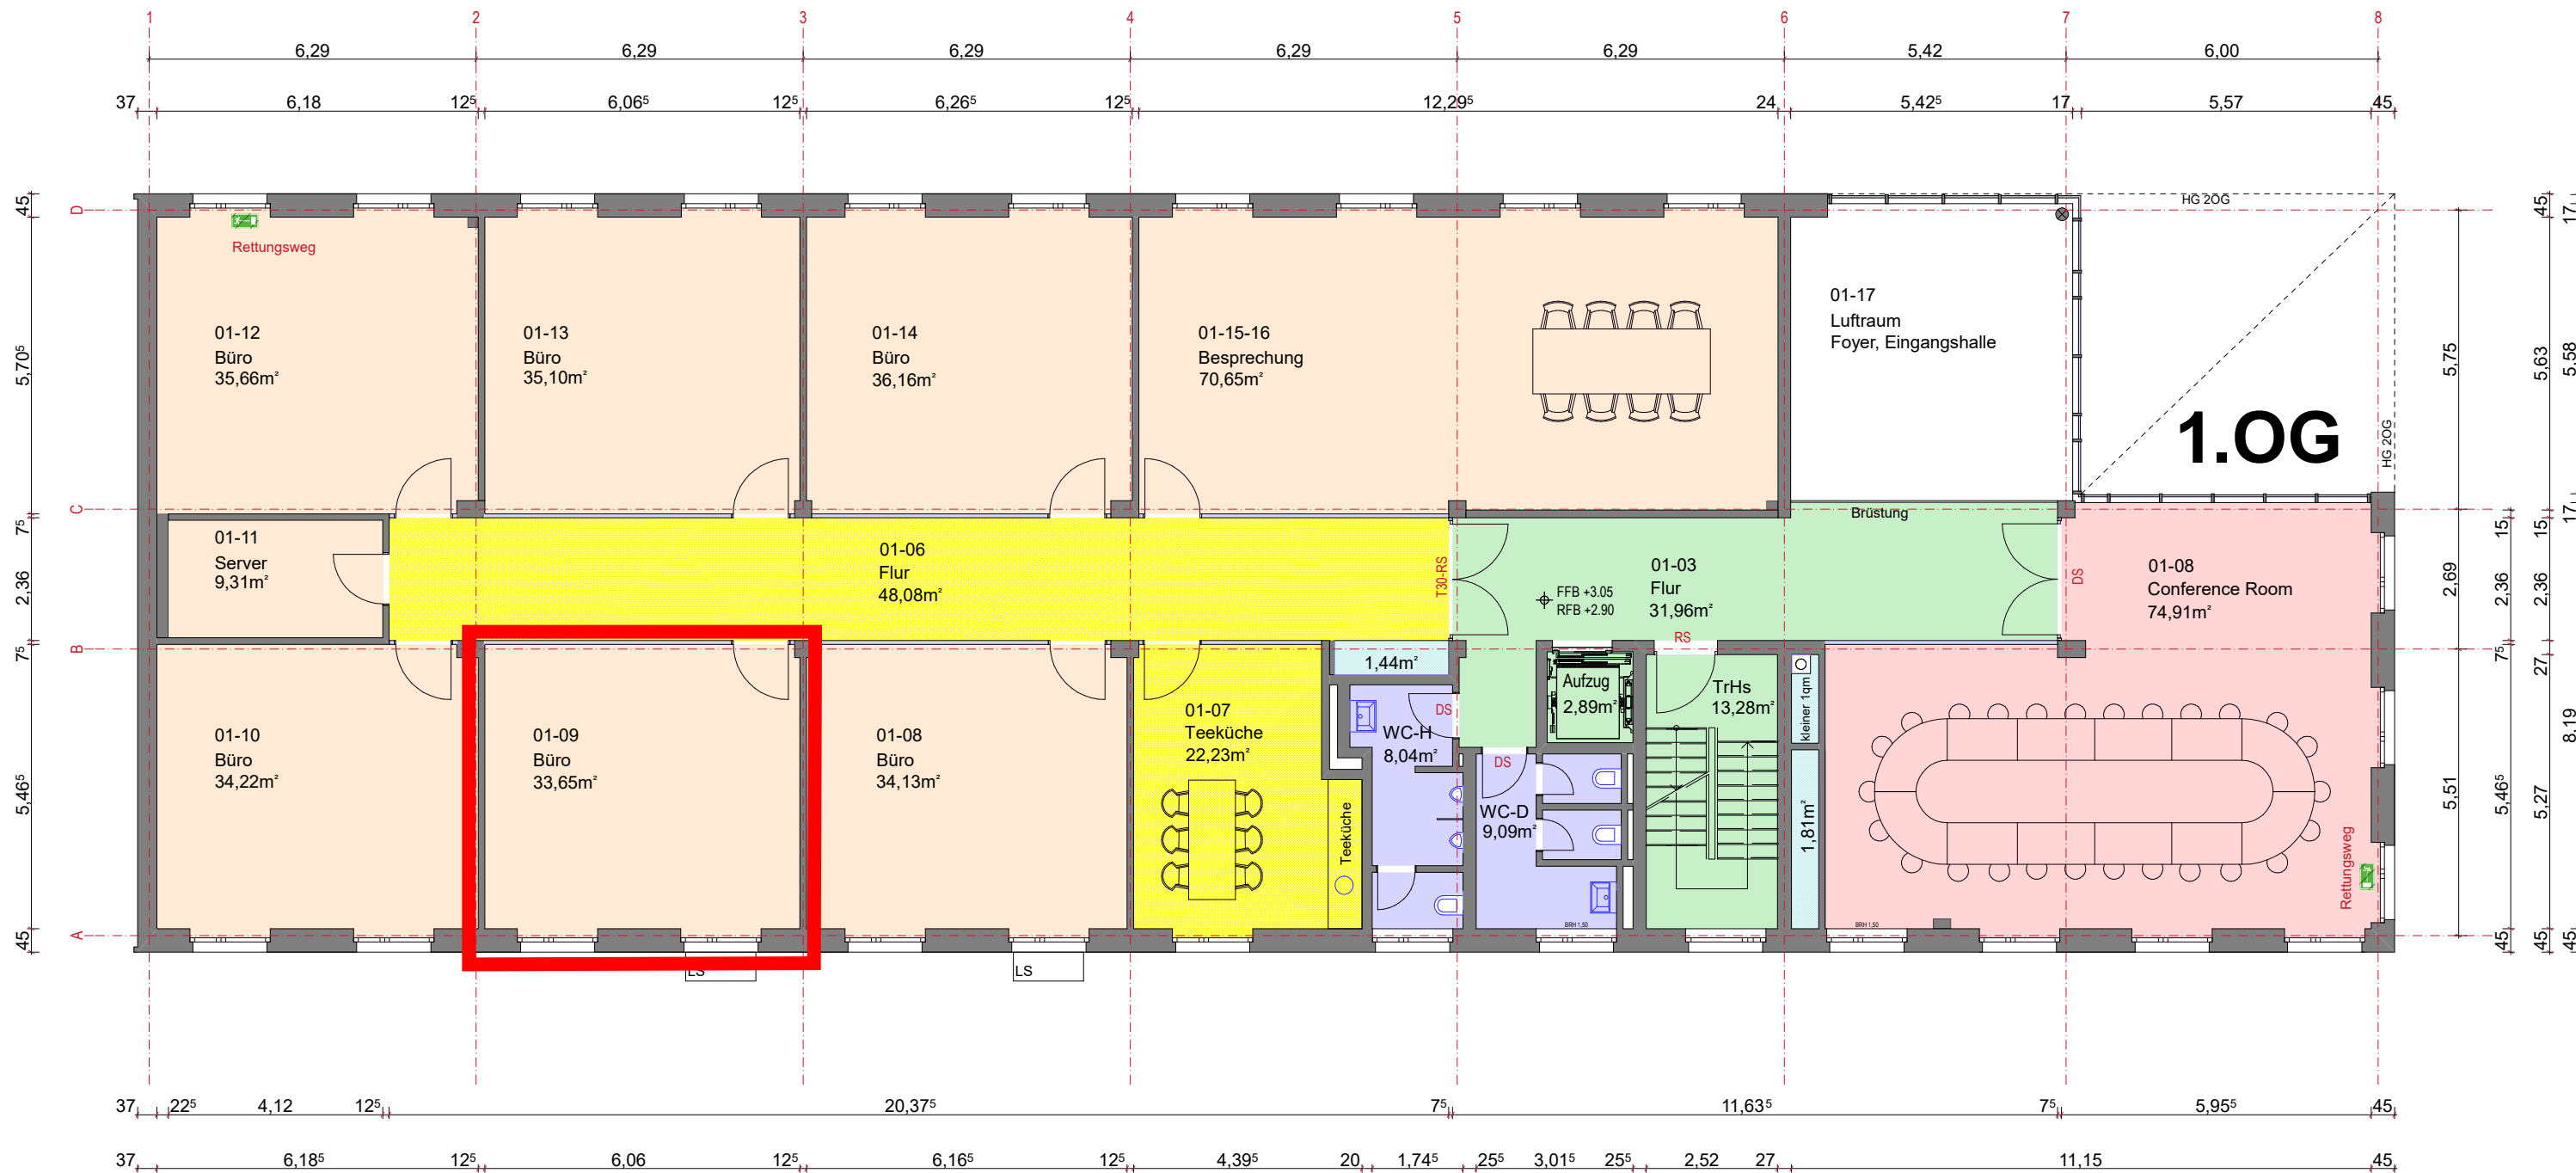 1 2 3 4 5 6 7 8
6,29 6,29 6,29 6,29 6,29 5,42 6,00
37 6,18 12⁵ 6,06⁵ 12⁵ 6,26⁵ 12⁵ 12,29⁵ 24 5,42⁵ 17 5,57 45
D
C
B
A
45
5,70⁵
75
2,36
75
5,46⁵
45
Rettungsweg
01-12
Büro
35,66m²
01-13
Büro
35,10m²
01-14
Büro
36,16m²
01-15-16
Besprechung
70,65m²
01-17
Luftraum
Foyer, Eingangshalle
HG 2OG
HG 2OG
1.OG
01-11
Server
9,31m²
01-06
Flur
48,08m²
T30-RS
FFB +3.05
RFB +2.90
01-03
Flur
31,96m²
RS
Brüstung
DS
01-08
Conference Room
74,91m²
01-10
Büro
34,22m²
01-09
Büro
33,65m²
01-08
Büro
34,13m²
01-07
Teeküche
22,23m²
Teeküche
1,44m²
DS
WC-H
8,04m²
DS
WC-D
9,09m²
BRH 1,50
Aufzug
2,89m²
TrHs
13,28m²
kleiner 1qm
1,81m²
BRH 1,50
Rettungsweg
LS
LS
5,75
2,69
5,51
15
2,36
75
5,46⁵
45
45
5,63
15
2,36
27
5,27
45
17
5,58
17
8,19
45
37 22⁵ 4,12 12⁵ 20,37⁵ 7⁵ 11,63⁵ 7⁵ 5,95⁵ 45
37 6,18⁵ 12⁵ 6,06 12⁵ 6,16⁵ 12⁵ 4,39⁵ 20 1,74⁵ 25⁵ 3,01⁵ 25⁵ 2,52 27 11,15 45